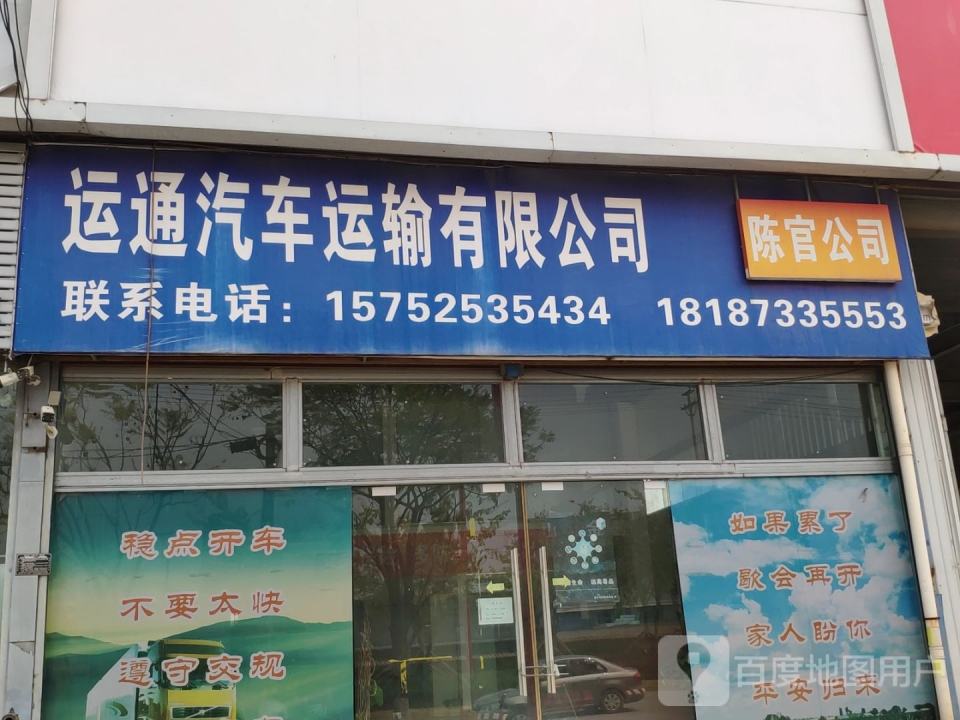 运通汽车运输有限公司
陈官公司
联系电话：15752535434 18187335553
稳点开车
不要太快
遵守交规
如果累了
歇会再开
家人盼你
平安归来
百度地图用户